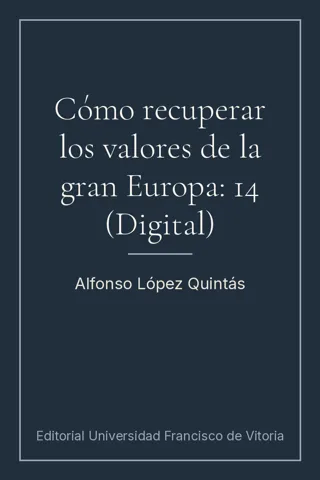 Cómo recuperar
los valores de la
gran Europa: 14
(Digital)
Alfonso López Quintás
Editorial Universidad Francisco de Vitoria